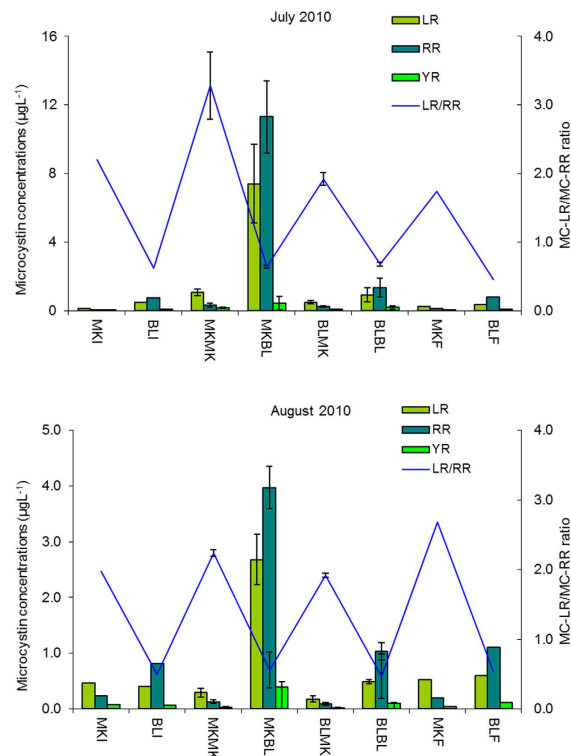 July 2010
LR
RR
YR
LR/RR
Microcystin concentrations (µgL⁻¹)
16
12
8
4
0
4.0
3.0
2.0
1.0
0.0
MC-LR/MC-RR ratio
MKI
BLI
MKMK
MKBL
BLMK
BLBL
MKF
BLF
August 2010
LR
RR
YR
LR/RR
Microcystin concentrations (µgL⁻¹)
5.0
4.0
3.0
2.0
1.0
0.0
4.0
3.0
2.0
1.0
0.0
MC-LR/MC-RR ratio
MKI
BLI
MKMK
MKBL
BLMK
BLBL
MKF
BLF